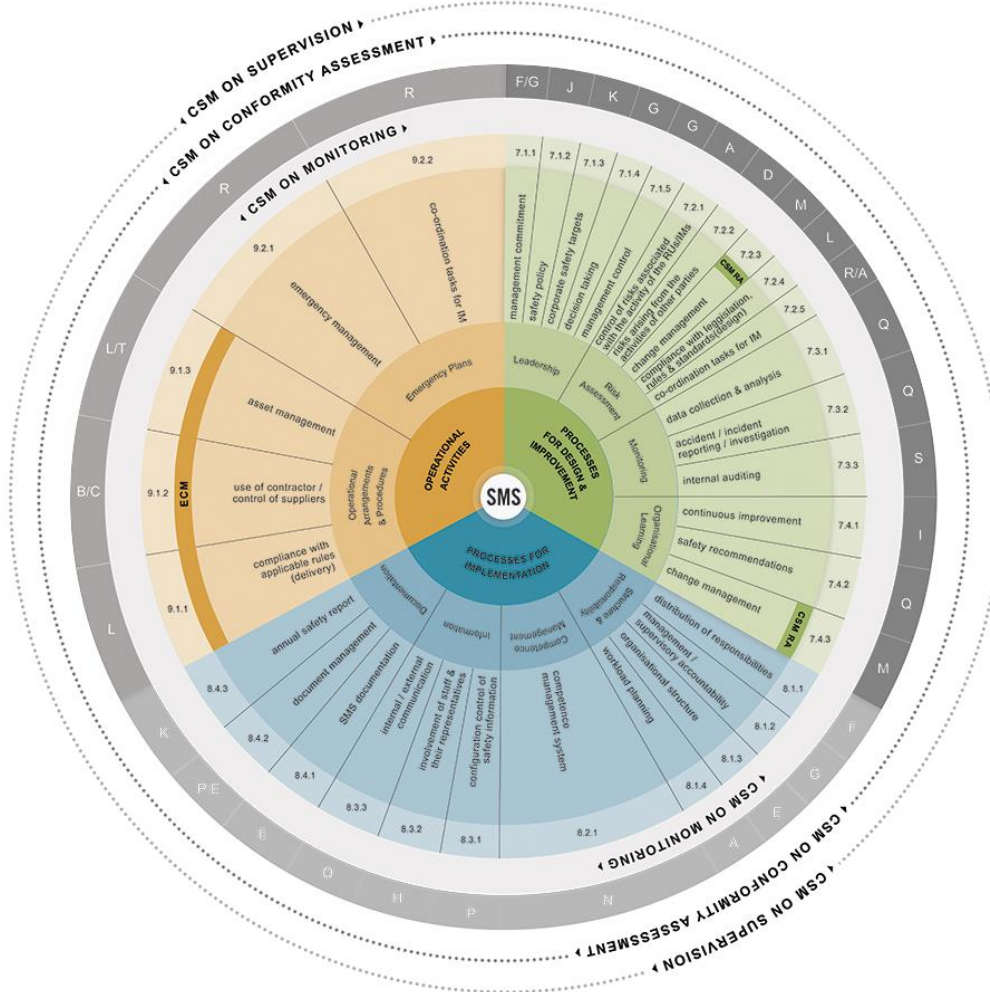 ◂ CSM ON SUPERVISION ▸
◂ CSM ON CONFORMITY ASSESSMENT ▸
◂ CSM ON MONITORING ▸
F/G
J
K
G
G
A
D
M
L
R/A
Q
Q
S
I
Q
M
F
G
E
A
N
P
H
O
E
P E
K
L
B/C
L/T
R
R
7.1.1
7.1.2
7.1.3
7.1.4
7.1.5
7.2.1
7.2.2
7.2.3
7.2.4
7.2.5
7.3.1
7.3.2
7.3.3
7.4.1
7.4.2
7.4.3
8.1.1
8.1.2
8.1.3
8.1.4
8.2.1
8.3.1
8.3.2
8.3.3
8.4.1
8.4.2
8.4.3
9.1.1
9.1.2
9.1.3
9.2.1
9.2.2
CSM RA
CSM RA
ECM
management commitment
safety policy
corporate safety targets
decision taking
management control
control of risks associated
with the activity of the RUs/IMs
risks arising from the
activities of other parties
change management
compliance with leggislation,
rules & standards(design)
co-ordination tasks for IM
data collection & analysis
accident / incident
reporting / investigation
internal auditing
continuous improvement
safety recommendations
change management
distribution of responsibilities
management /
supervisory accountability
organisational structure
workload planning
competence
management system
configuration control of
safety information
involvement of staff &
their representatives
internal / external
communication
SMS documentation
document management
annual safety report
compliance with
applicable rules
(delivery)
use of contractor /
control of suppliers
asset management
emergency management
co-ordination tasks for IM
Leadership
Risk
Assessment
Monitoring
Organisational
Learning
Structure &
Responsibility
Competence
Management
Information
Documentation
Operational
Arrangements
& Procedures
Emergency Plans
PROCESSES
FOR DESIGN &
IMPROVEMENT
PROCESSES FOR
IMPLEMENTATION
OPERATIONAL
ACTIVITIES
SMS
◂ CSM ON MONITORING ▸
◂ CSM ON CONFORMITY ASSESSMENT ▸
◂ CSM ON SUPERVISION ▸